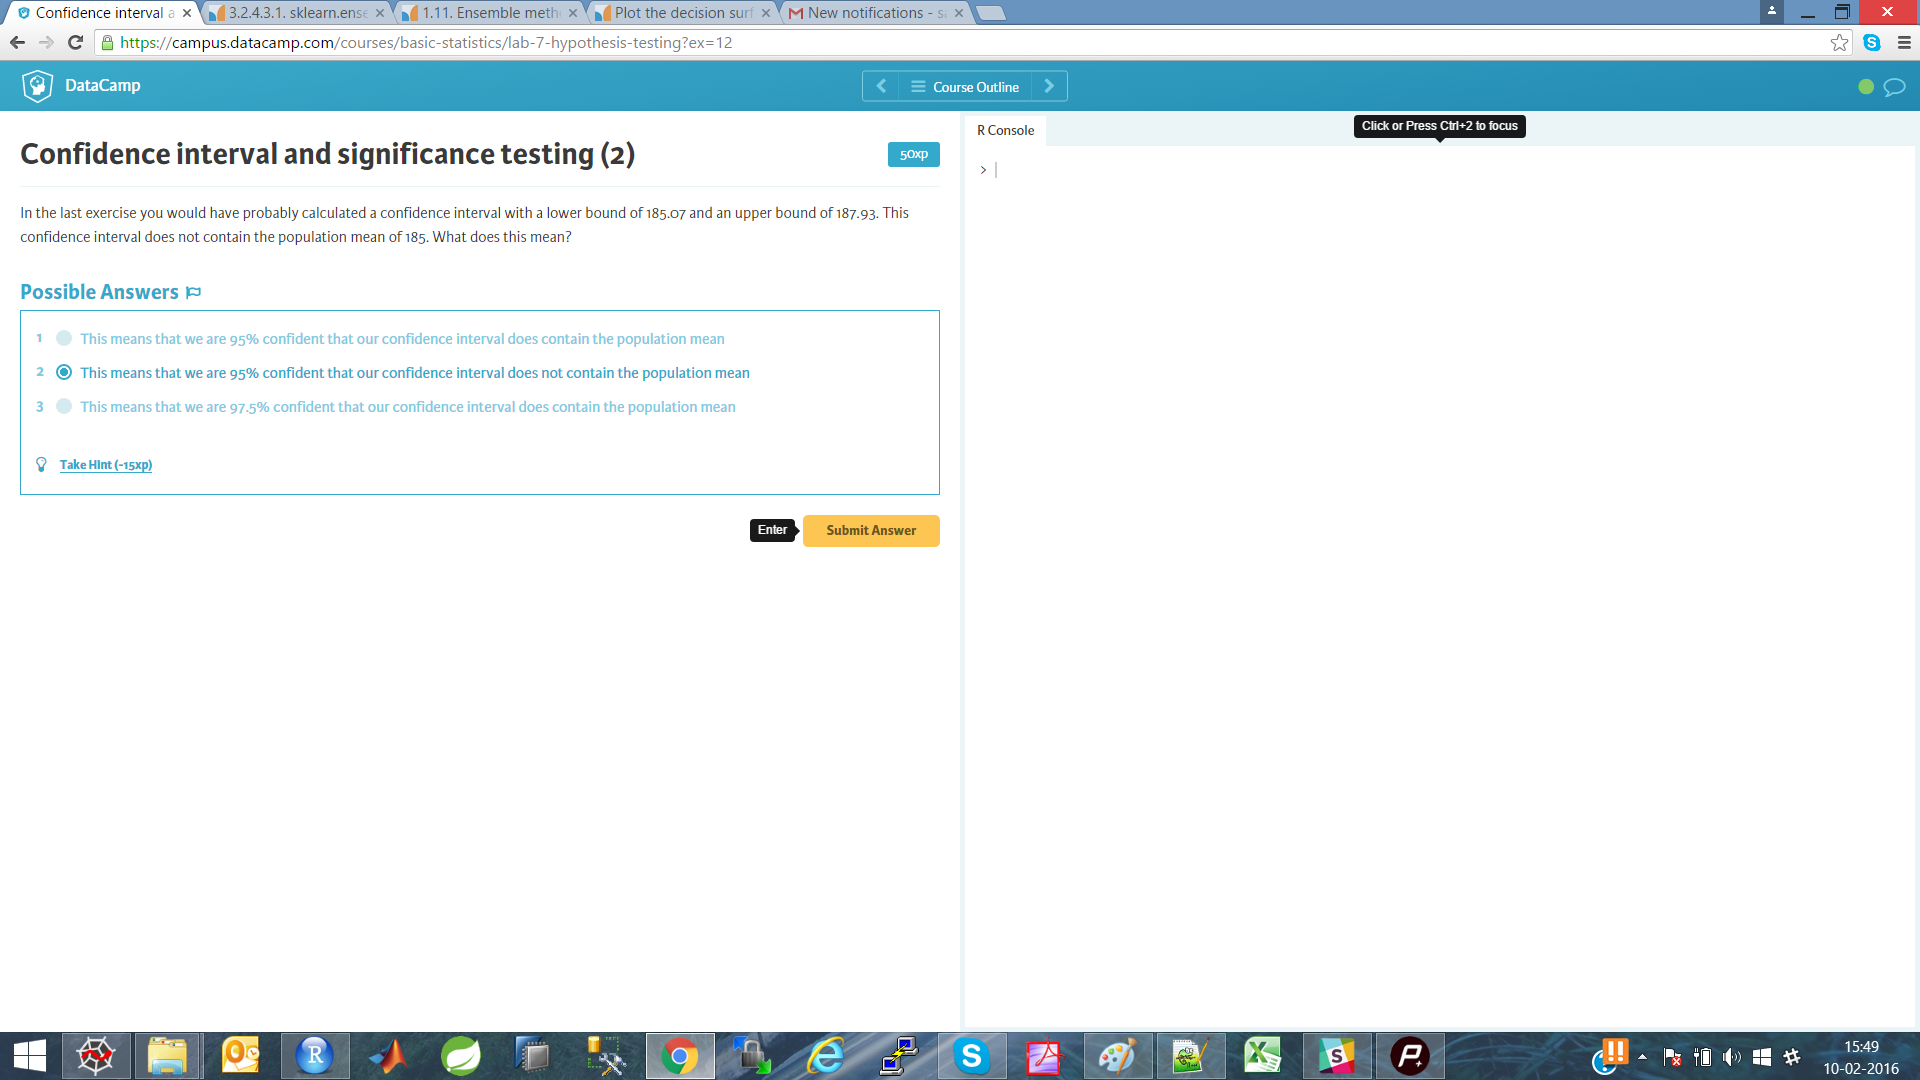 Confidence interval a
3.2.4.3.1. sklearn.ense
1.11. Ensemble meth
Plot the decision surf
New notifications - s
https://campus.datacamp.com/courses/basic-statistics/lab-7-hypothesis-testing?ex=12
DataCamp
Course Outline
Confidence interval and significance testing (2)
50xp
In the last exercise you would have probably calculated a confidence interval with a lower bound of 185.07 and an upper bound of 187.93. This
confidence interval does not contain the population mean of 185. What does this mean?
Possible Answers
1 This means that we are 95% confident that our confidence interval does contain the population mean
2 This means that we are 95% confident that our confidence interval does not contain the population mean
3 This means that we are 97.5% confident that our confidence interval does contain the population mean
Take Hint (-15xp)
Enter
Submit Answer
R Console
Click or Press Ctrl+2 to focus
>
15:49
10-02-2016